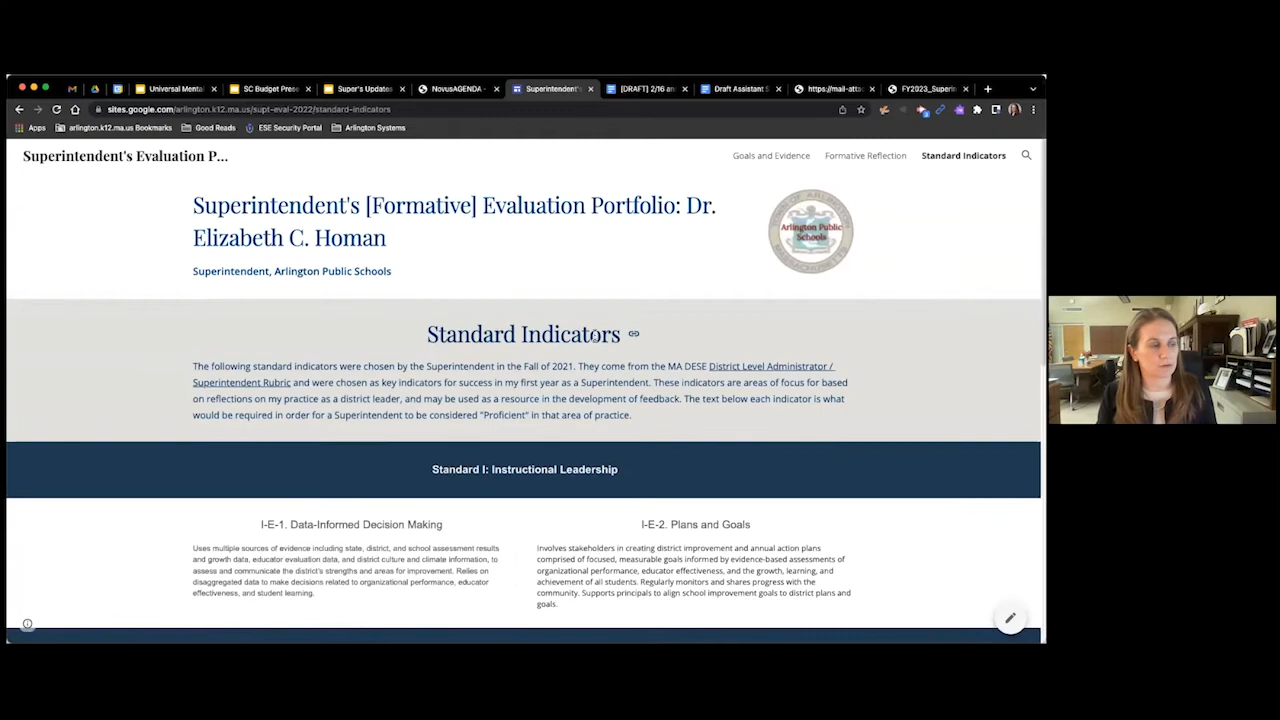 Universal Menta
SC Budget Prese
Super's Updates
NovusAGENDA -
Superintendent's
[DRAFT] 2/16 an
Draft Assistant S
https://mail-atta
FY2023_Superin
sites.google.com/arlington.k12.ma.us/supt-eval-2022/standard-indicators
Apps
arlington.k12.ma.us Bookmarks
Good Reads
ESE Security Portal
Arlington Systems
Superintendent's Evaluation P...
Goals and Evidence
Formative Reflection
Standard Indicators
Superintendent's [Formative] Evaluation Portfolio: Dr.
Elizabeth C. Homan
Superintendent, Arlington Public Schools
TOWN OF ARLINGTON
Arlington Public
Schools
MASSACHUSETTS
Standard Indicators
The following standard indicators were chosen by the Superintendent in the Fall of 2021. They come from the MA DESE District Level Administrator /
Superintendent Rubric and were chosen as key indicators for success in my first year as a Superintendent. These indicators are areas of focus for based
on reflections on my practice as a district leader, and may be used as a resource in the development of feedback. The text below each indicator is what
would be required in order for a Superintendent to be considered "Proficient" in that area of practice.
Standard I: Instructional Leadership
I-E-1. Data-Informed Decision Making
Uses multiple sources of evidence including state, district, and school assessment results
and growth data, educator evaluation data, and district culture and climate information, to
assess and communicate the district's strengths and areas for improvement. Relies on
disaggregated data to make decisions related to organizational performance, educator
effectiveness, and student learning.
I-E-2. Plans and Goals
Involves stakeholders in creating district improvement and annual action plans
comprised of focused, measurable goals informed by evidence-based assessments of
organizational performance, educator effectiveness, and the growth, learning, and
achievement of all students. Regularly monitors and shares progress with the
community. Supports principals to align school improvement goals to district plans and
goals.